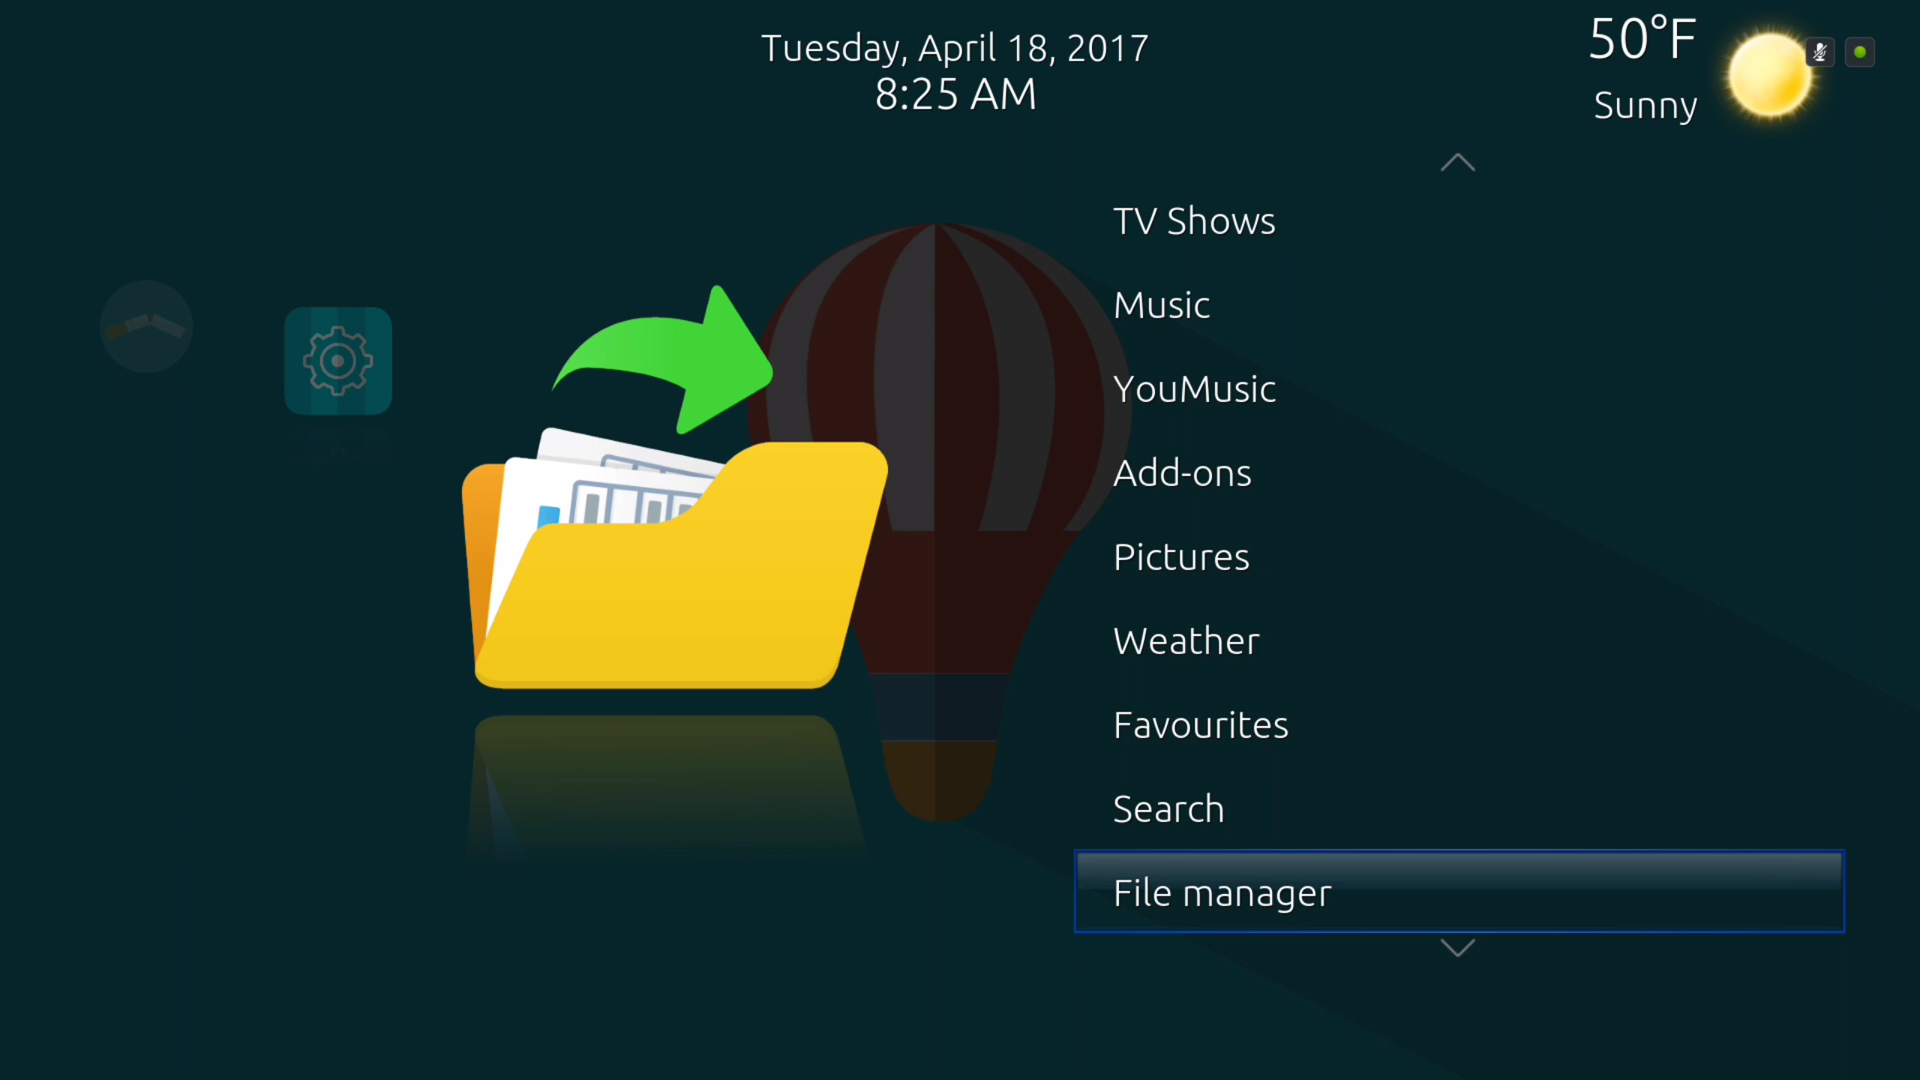 Tuesday, April 18, 2017
8:25 AM
50°F
Sunny
TV Shows
Music
YouMusic
Add-ons
Pictures
Weather
Favourites
Search
File manager